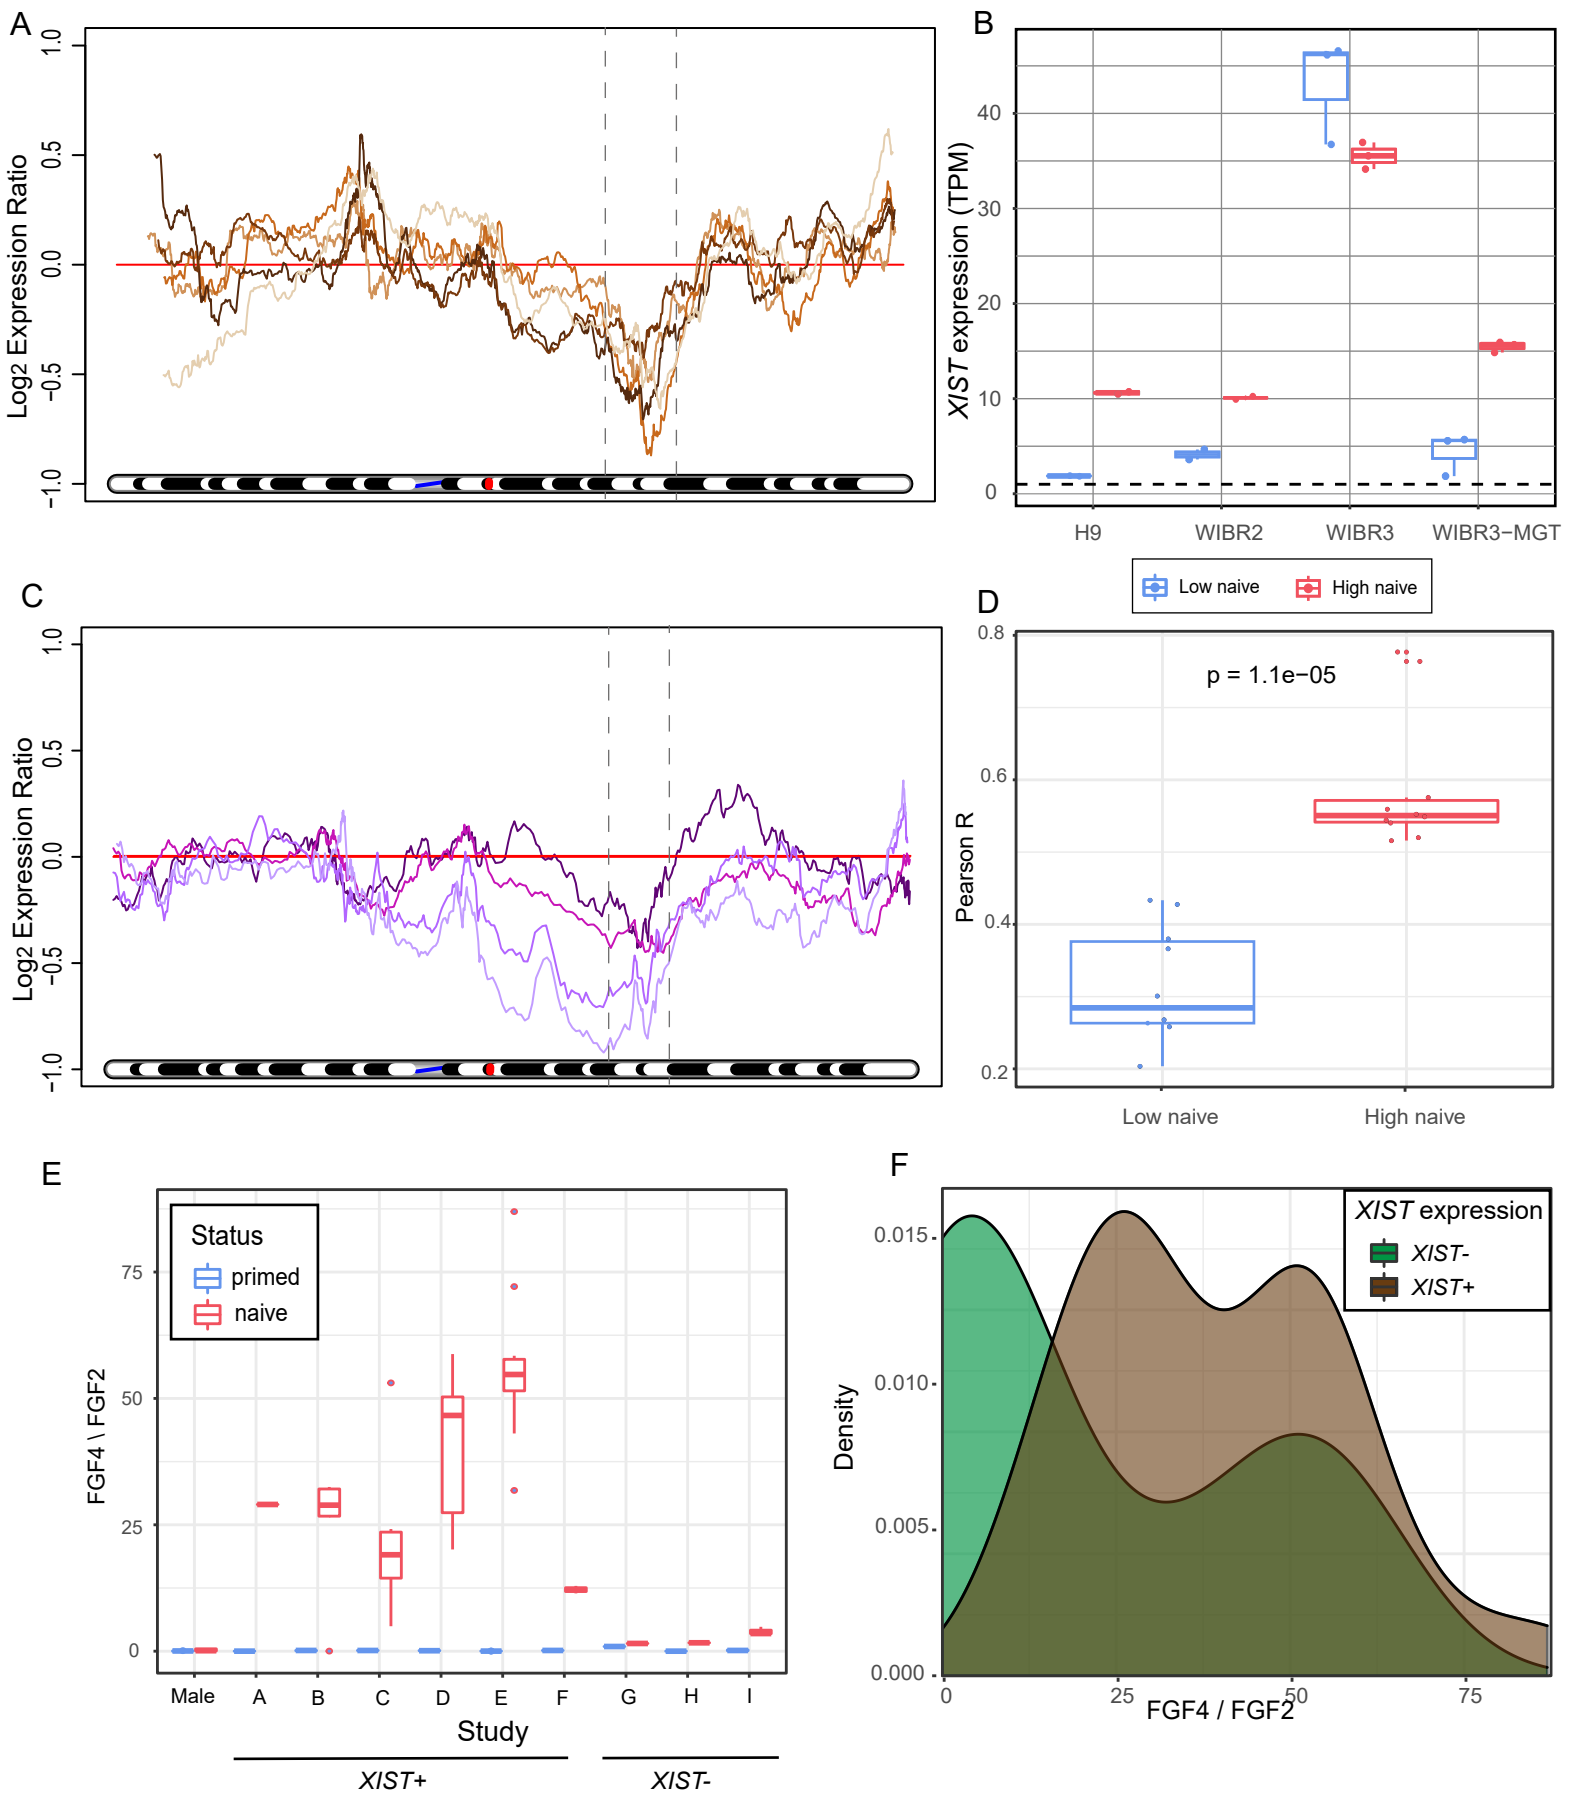 A
Log2 Expression Ratio
1.0
0.5
0.0
−0.5
−1.0
B
XIST expression (TPM)
40
30
20
10
0
H9 WIBR2 WIBR3 WIBR3−MGT
Low naive High naive
C
Log2 Expression Ratio
1.0
0.5
0.0
−0.5
−1.0
D
Pearson R
0.8
0.6
0.4
0.2
p = 1.1e−05
Low naive High naive
E
FGF4 \ FGF2
75
50
25
0
Status
primed
naive
Male A B C D E F G H I
Study
XIST+ XIST-
F
Density
0.015
0.010
0.005
0.000
XIST expression
XIST-
XIST+
0 25 50 75
FGF4 / FGF2